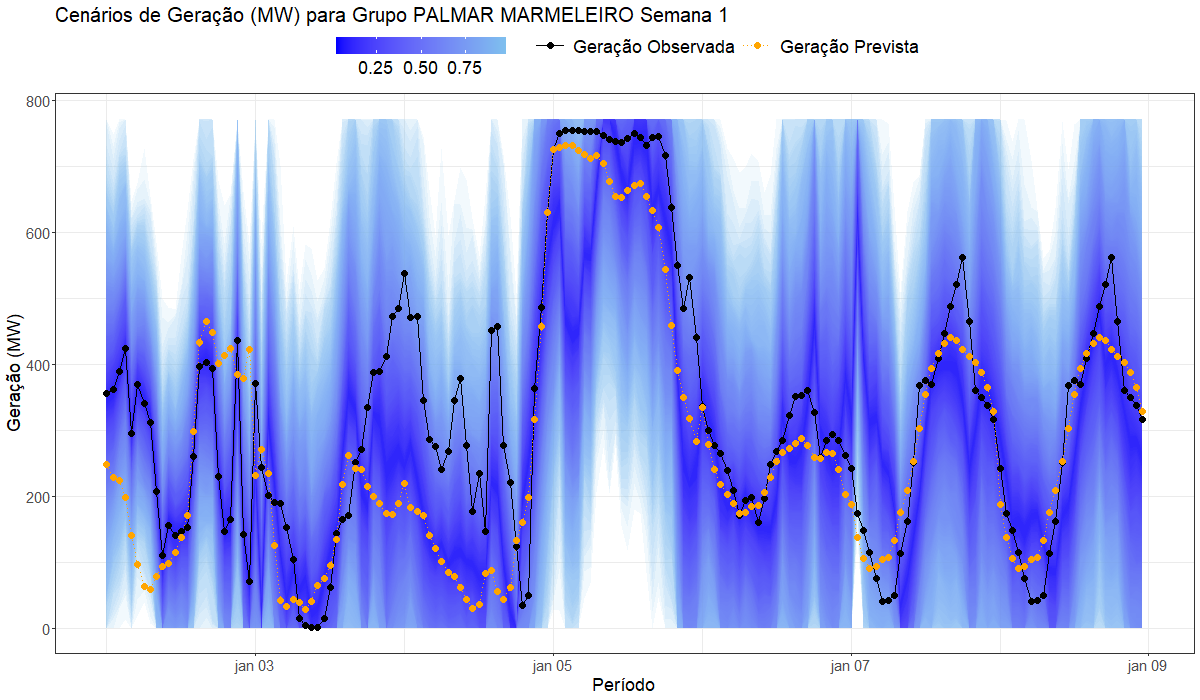 Cenários de Geração (MW) para Grupo PALMAR MARMELEIRO Semana 1
0.25 0.50 0.75
Geração Observada
Geração Prevista
Geração (MW)
800
600
400
200
0
jan 03
jan 05
jan 07
jan 09
Período